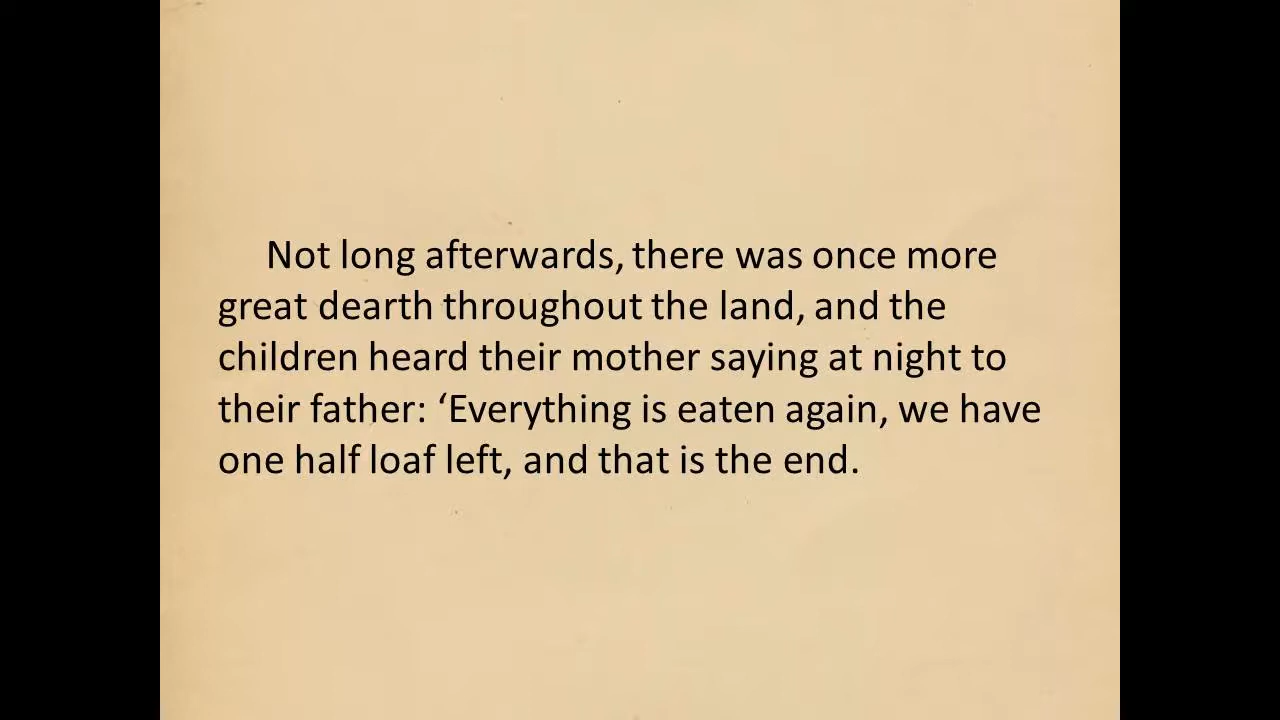 Not long afterwards, there was once more
great dearth throughout the land, and the
children heard their mother saying at night to
their father: ‘Everything is eaten again, we have
one half loaf left, and that is the end.